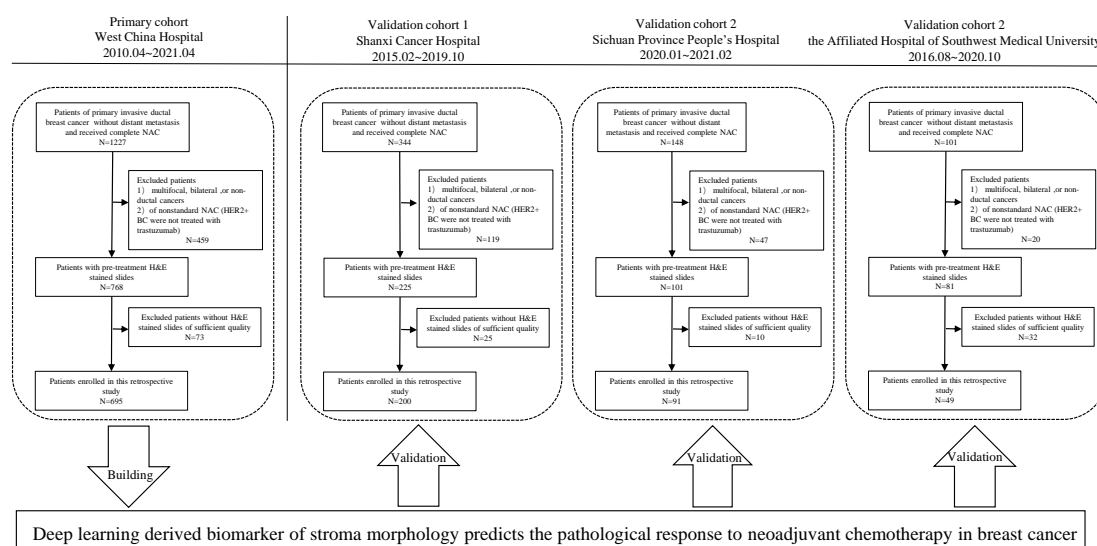 Primary cohort
West China Hospital
2010.04~2021.04
Patients of primary invasive ductal
breast cancer without distant metastasis
and received complete NAC
N=1227
Excluded patients
1） multifocal, bilateral ,or non-
ductal cancers
2）of nonstandard NAC (HER2+
BC were not treated with
trastuzumab)
N=459
Patients with pre-treatment H&E
stained slides
N=768
Excluded patients without H&E
stained slides of sufficient quality
N=73
Patients enrolled in this retrospective
study
N=695
Building
Validation cohort 1
Shanxi Cancer Hospital
2015.02~2019.10
Patients of primary invasive ductal
breast cancer without distant metastasis
and received complete NAC
N=344
Excluded patients
1） multifocal, bilateral ,or non-
ductal cancers
2）of nonstandard NAC (HER2+
BC were not treated with
trastuzumab)
N=119
Patients with pre-treatment H&E
stained slides
N=225
Excluded patients without H&E
stained slides of sufficient quality
N=25
Patients enrolled in this retrospective
study
N=200
Validation
Validation cohort 2
Sichuan Province People's Hospital
2020.01~2021.02
Patients of primary invasive ductal
breast cancer without distant
metastasis and received complete NAC
N=148
Excluded patients
1） multifocal, bilateral ,or non-
ductal cancers
2）of nonstandard NAC (HER2+
BC were not treated with
trastuzumab)
N=47
Patients with pre-treatment H&E
stained slides
N=101
Excluded patients without H&E
stained slides of sufficient quality
N=10
Patients enrolled in this retrospective
study
N=91
Validation
Validation cohort 2
the Affiliated Hospital of Southwest Medical University
2016.08~2020.10
Patients of primary invasive ductal
breast cancer without distant metastasis
and received complete NAC
N=101
Excluded patients
1） multifocal, bilateral ,or non-
ductal cancers
2）of nonstandard NAC (HER2+
BC were not treated with
trastuzumab)
N=20
Patients with pre-treatment H&E
stained slides
N=81
Excluded patients without H&E
stained slides of sufficient quality
N=32
Patients enrolled in this retrospective
study
N=49
Validation
Deep learning derived biomarker of stroma morphology predicts the pathological response to neoadjuvant chemotherapy in breast cancer